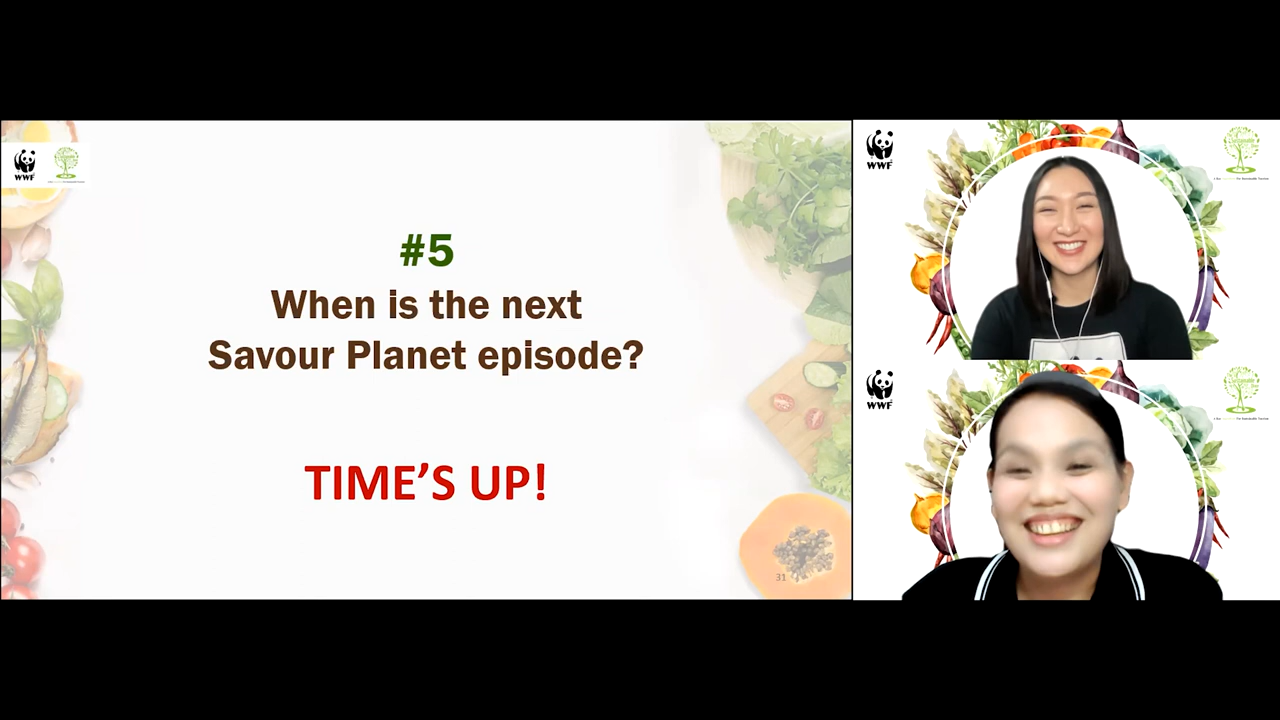 WWF
#5
When is the next
Savour Planet episode?
TIME’S UP!
31
WWF
WWF